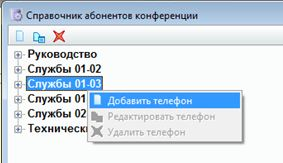 Справочник абонентов конференции
Руководство
Службы 01-02
Службы 01-03
Службы 01
Добавить телефон
Службы 02
Редактировать телефон
Техническ
Удалить телефон